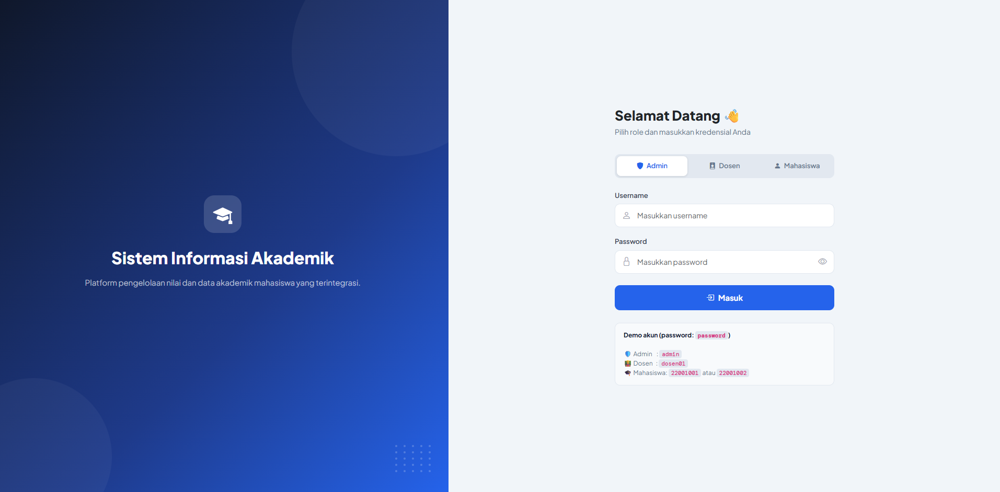 Sistem Informasi Akademik
Platform pengelolaan nilai dan data akademik mahasiswa yang terintegrasi.
Selamat Datang 👋
Pilih role dan masukkan kredensial Anda
Admin Dosen Mahasiswa
Username
Masukkan username
Password
Masukkan password
Masuk
Demo akun (password: password)
Admin : admin
Dosen : dosen01
Mahasiswa: 22001001 atau 22001002